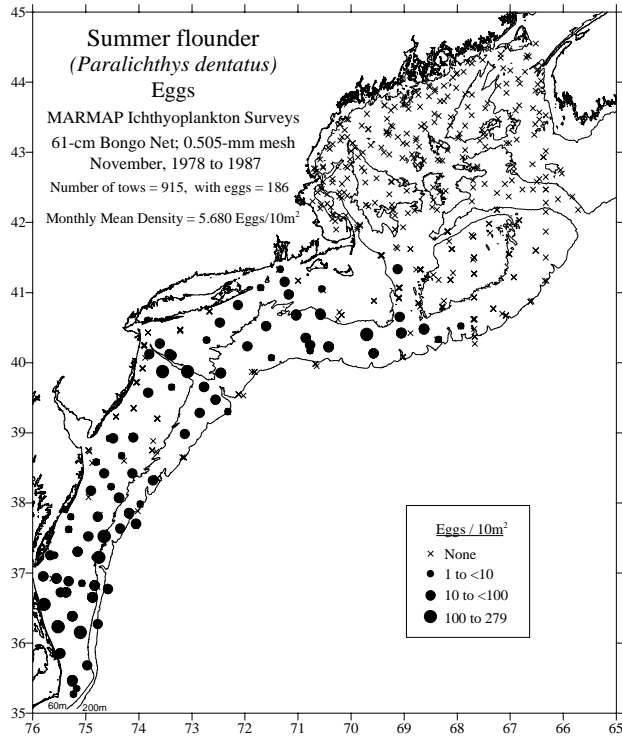 Summer flounder
(Paralichthys dentatus)
Eggs
MARMAP Ichthyoplankton Surveys
61-cm Bongo Net; 0.505-mm mesh
November, 1978 to 1987
Number of tows = 915, with eggs = 186
Monthly Mean Density = 5.680 Eggs/10m²
45
44
43
42
41
40
39
38
37
36
35
Eggs / 10m²
None
1 to <10
10 to <100
100 to 279
60m
200m
76 75 74 73 72 71 70 69 68 67 66 65